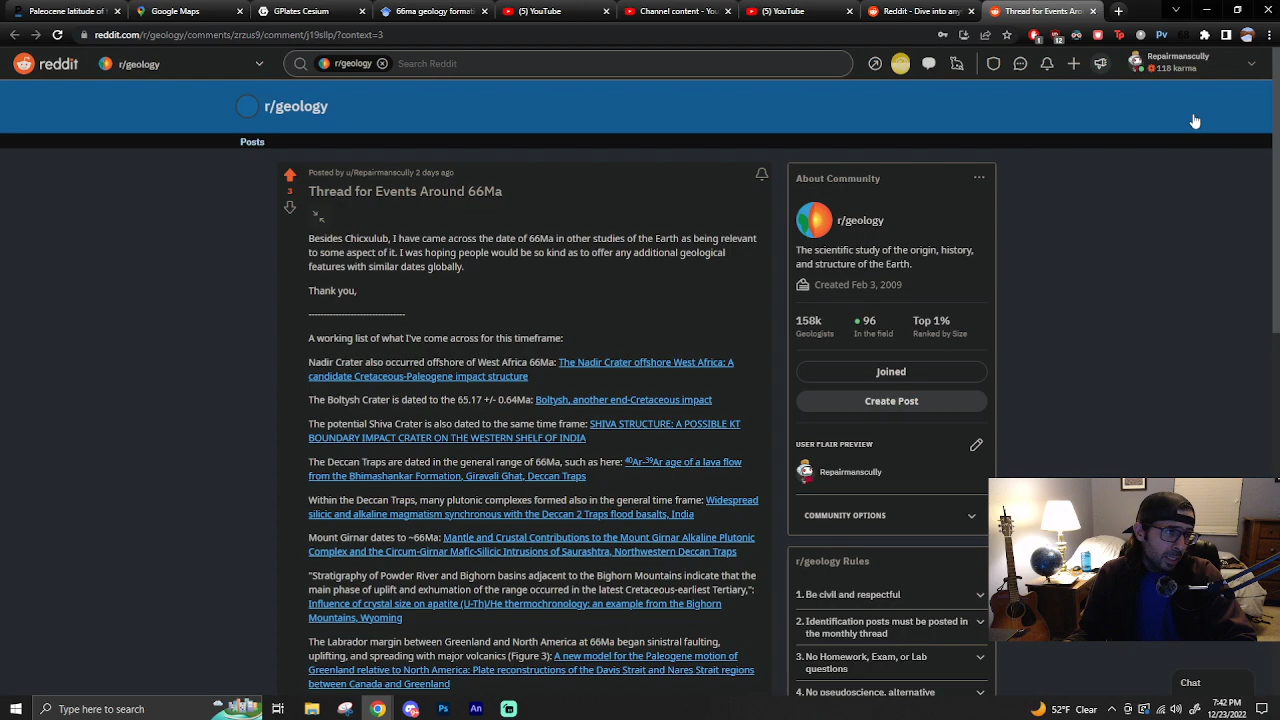 Paleocene latitude of
Google Maps
GPlates Cesium
66ma geology formati
(5) YouTube
Channel content - You
(5) YouTube
Reddit - Dive into any
Thread for Events Aro
reddit.com/r/geology/comment/j19sllp/?context=3
reddit
r/geology
r/geology
Search Reddit
Repairmanscully
118 karma
r/geology
Posts
Posted by u/Repairmanscully 2 days ago
3
Thread for Events Around 66Ma
Besides Chicxulub, I have came across the date of 66Ma in other studies of the Earth as being relevant
to some aspect of it. I was hoping people would be so kind as to offer any additional geological
features with similar dates globally.
Thank you,
--------------------------------
A working list of what I've come across for this timeframe:
Nadir Crater also occurred offshore of West Africa 66Ma: The Nadir Crater offshore West Africa: A
candidate Cretaceous-Paleogene impact structure
The Boltysh Crater is dated to the 65.17 +/- 0.64Ma: Boltysh, another end-Cretaceous impact
The potential Shiva Crater is also dated to the same time frame: SHIVA STRUCTURE: A POSSIBLE KT
BOUNDARY IMPACT CRATER ON THE WESTERN SHELF OF INDIA
The Deccan Traps are dated in the general range of 66Ma, such as here: 40Ar-39Ar age of a lava flow
from the Bhimashankar Formation, Giravali Ghat, Deccan Traps
Within the Deccan Traps, many plutonic complexes formed also in the general time frame: Widespread
silicic and alkaline magmatism synchronous with the Deccan 2 Traps flood basalts, India
Mount Girnar dates to ~66Ma: Mantle and Crustal Contributions to the Mount Girnar Alkaline Plutonic
Complex and the Circum-Girnar Mafic-Silicic Intrusions of Saurashtra, Northwestern Deccan Traps
"Stratigraphy of Powder River and Bighorn basins adjacent to the Bighorn Mountains indicate that the
main phase of uplift and exhumation of the range occurred in the latest Cretaceous-earliest Tertiary,":
Influence of crystal size on apatite (U-Th)/He thermochronology: an example from the Bighorn
Mountains, Wyoming
The Labrador margin between Greenland and North America at 66Ma began sinistral faulting,
uplifting, and spreading with major volcanics (Figure 3): A new model for the Paleogene motion of
Greenland relative to North America: Plate reconstructions of the Davis Strait and Nares Strait regions
between Canada and Greenland
About Community
r/geology
The scientific study of the origin, history,
and structure of the Earth.
Created Feb 3, 2009
158k
96
Top 1%
Geologists
In the field
Ranked by Size
Joined
Create Post
USER FLAIR PREVIEW
Repairmanscully
COMMUNITY OPTIONS
r/geology Rules
1. Be civil and respectful
2. Identification posts must be posted in
the monthly thread
3. No Homework, Exam, or Lab
questions
4. No pseudoscience, alternative
Chat
Type here to search
52°F Clear
7:42 PM
12/23/2022